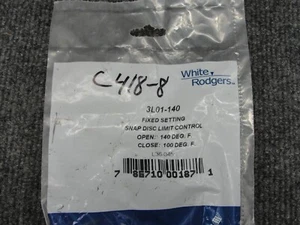 White
Rodgers
C418-8
3L01-140
FIXED SETTING
SNAP DISC LIMIT CONTROL
OPEN: 140 DEG. F.
CLOSE: 100 DEG. F.
7 86710 00187 1